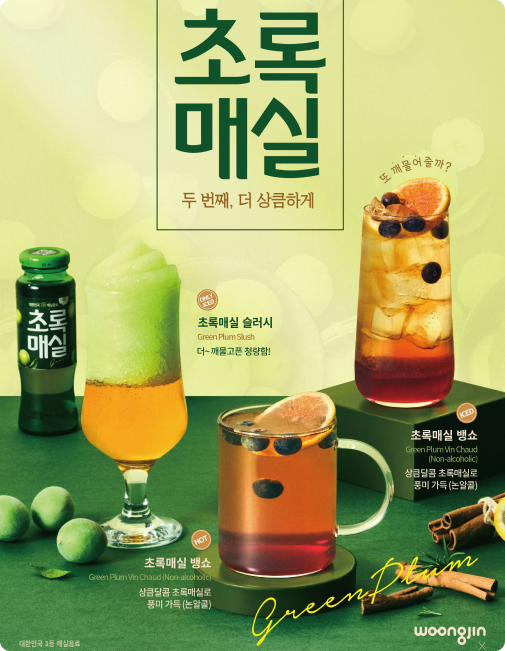 초록
매실
두 번째, 더 상큼하게
또 깨물어줄까?
초록
매실
ONLY
ICED
초록매실 슬러시
Green Plum Slush
더~ 깨물고픈 청량함!
ICED
초록매실 뱅쇼
Green Plum Vin Chaud
(Non-alcoholic)
상큼달콤 초록매실로
풍미 가득 (논알콜)
HOT
초록매실 뱅쇼
Green Plum Vin Chaud (Non-alcoholic)
상큼달콤 초록매실로
풍미 가득 (논알콜)
Green Plum
woongjin
대한민국 1등 매실음료